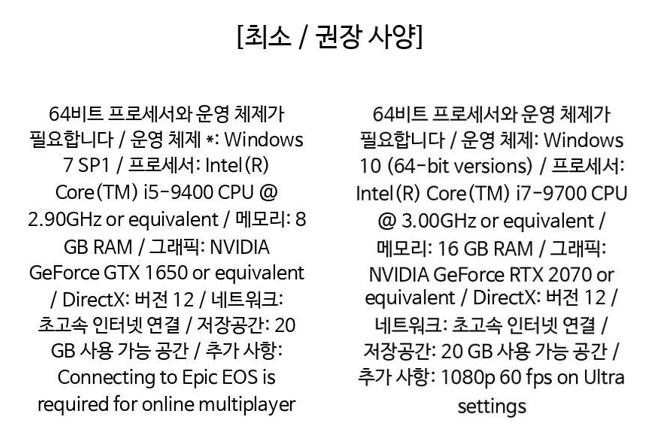 [최소 / 권장 사양]
64비트 프로세서와 운영 체제가
필요합니다 / 운영 체제 *: Windows
7 SP1 / 프로세서: Intel(R)
Core(TM) i5-9400 CPU @
2.90GHz or equivalent / 메모리: 8
GB RAM / 그래픽: NVIDIA
GeForce GTX 1650 or equivalent
/ DirectX: 버전 12 / 네트워크:
초고속 인터넷 연결 / 저장공간: 20
GB 사용 가능 공간 / 추가 사항:
Connecting to Epic EOS is
required for online multiplayer
64비트 프로세서와 운영 체제가
필요합니다 / 운영 체제: Windows
10 (64-bit versions) / 프로세서:
Intel(R) Core(TM) i7-9700 CPU
@ 3.00GHz or equivalent /
메모리: 16 GB RAM / 그래픽:
NVIDIA GeForce RTX 2070 or
equivalent / DirectX: 버전 12 /
네트워크: 초고속 인터넷 연결 /
저장공간: 20 GB 사용 가능 공간 /
추가 사항: 1080p 60 fps on Ultra
settings